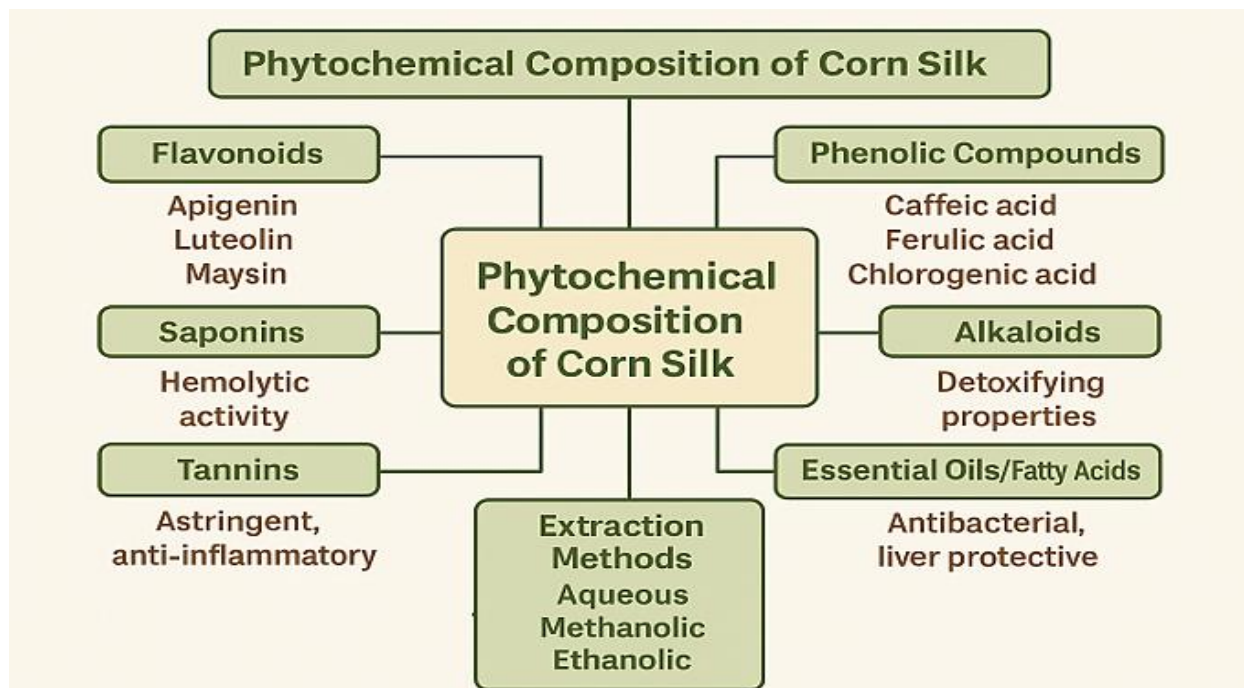 Phytochemical Composition of Corn Silk
Flavonoids
Apigenin
Luteolin
Maysin
Saponins
Hemolytic
activity
Tannins
Astringent,
anti-inflammatory
Phytochemical
Composition
of Corn Silk
Extraction
Methods
Aqueous
Methanolic
Ethanolic
Phenolic Compounds
Caffeic acid
Ferulic acid
Chlorogenic acid
Alkaloids
Detoxifying
properties
Essential Oils/Fatty Acids
Antibacterial,
liver protective